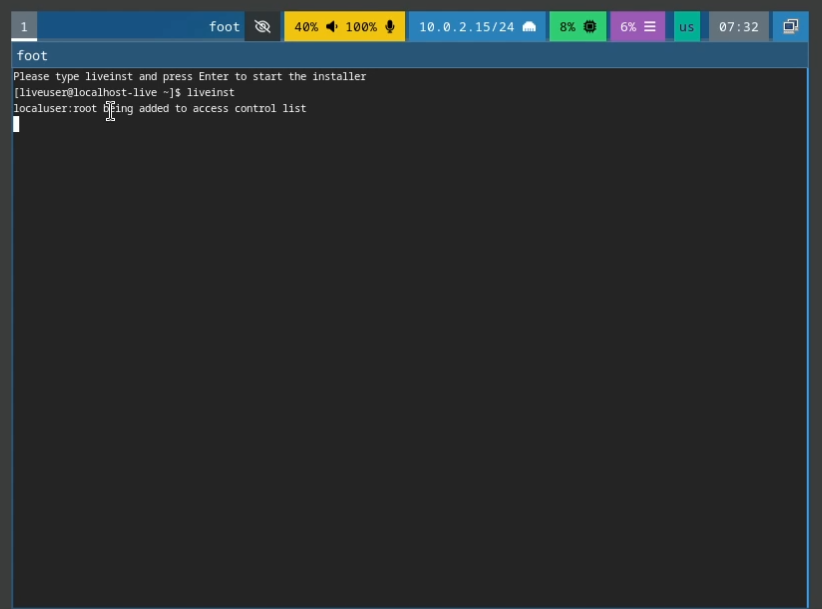 1 foot 40% 100% 10.0.2.15/24 8% 6% us 07:32
foot
Please type liveinst and press Enter to start the installer
[liveuser@localhost-live ~]$ liveinst
localuser:root being added to access control list